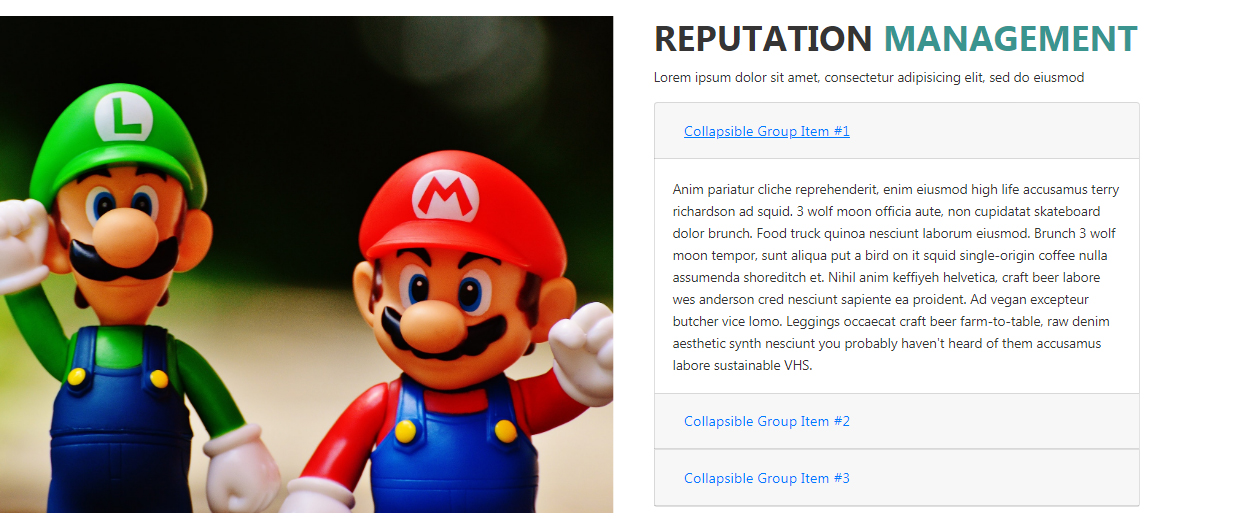 L
M
REPUTATION MANAGEMENT
Lorem ipsum dolor sit amet, consectetur adipisicing elit, sed do eiusmod
Collapsible Group Item #1
Anim pariatur cliche reprehenderit, enim eiusmod high life accusamus terry
richardson ad squid. 3 wolf moon officia aute, non cupidatat skateboard
dolor brunch. Food truck quinoa nesciunt laborum eiusmod. Brunch 3 wolf
moon tempor, sunt aliqua put a bird on it squid single-origin coffee nulla
assumenda shoreditch et. Nihil anim keffiyeh helvetica, craft beer labore
wes anderson cred nesciunt sapiente ea proident. Ad vegan excepteur
butcher vice lomo. Leggings occaecat craft beer farm-to-table, raw denim
aesthetic synth nesciunt you probably haven't heard of them accusamus
labore sustainable VHS.
Collapsible Group Item #2
Collapsible Group Item #3